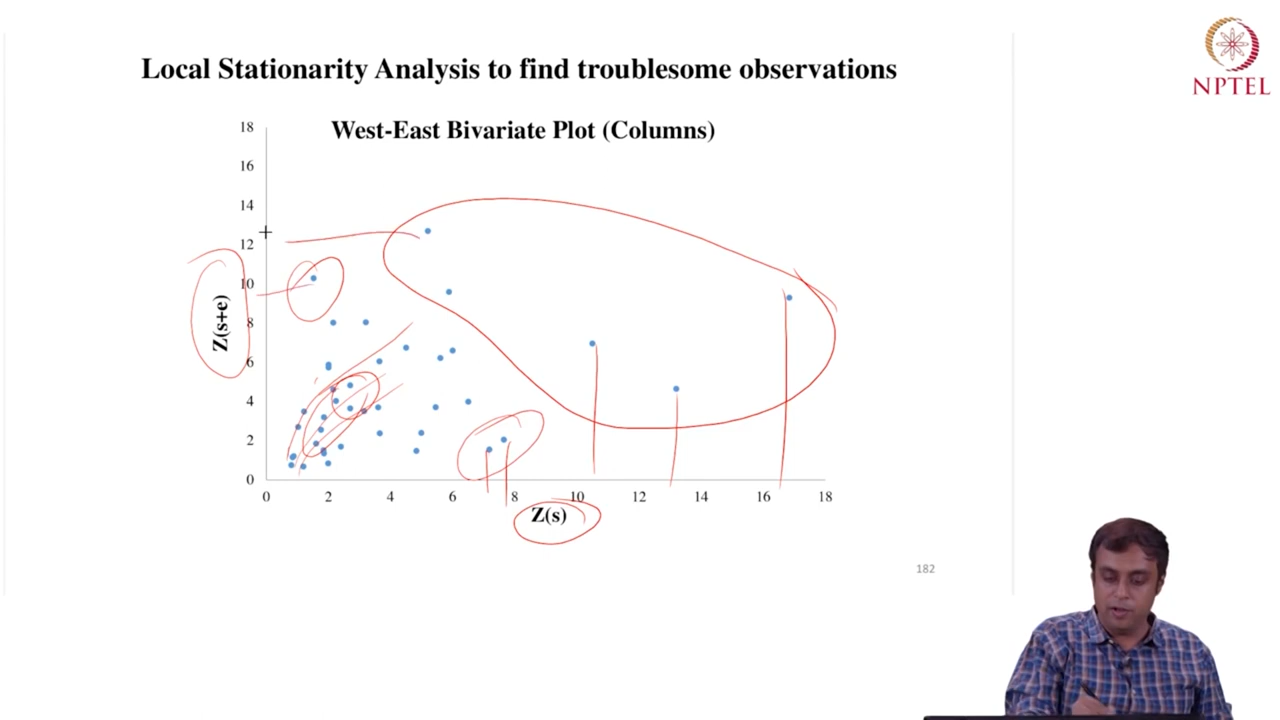 Local Stationarity Analysis to find troublesome observations
NPTEL
West-East Bivariate Plot (Columns)
18
16
14
12
10
8
6
4
2
0
Z(s+e)
0 2 4 6 8 10 12 14 16 18
Z(s)
182